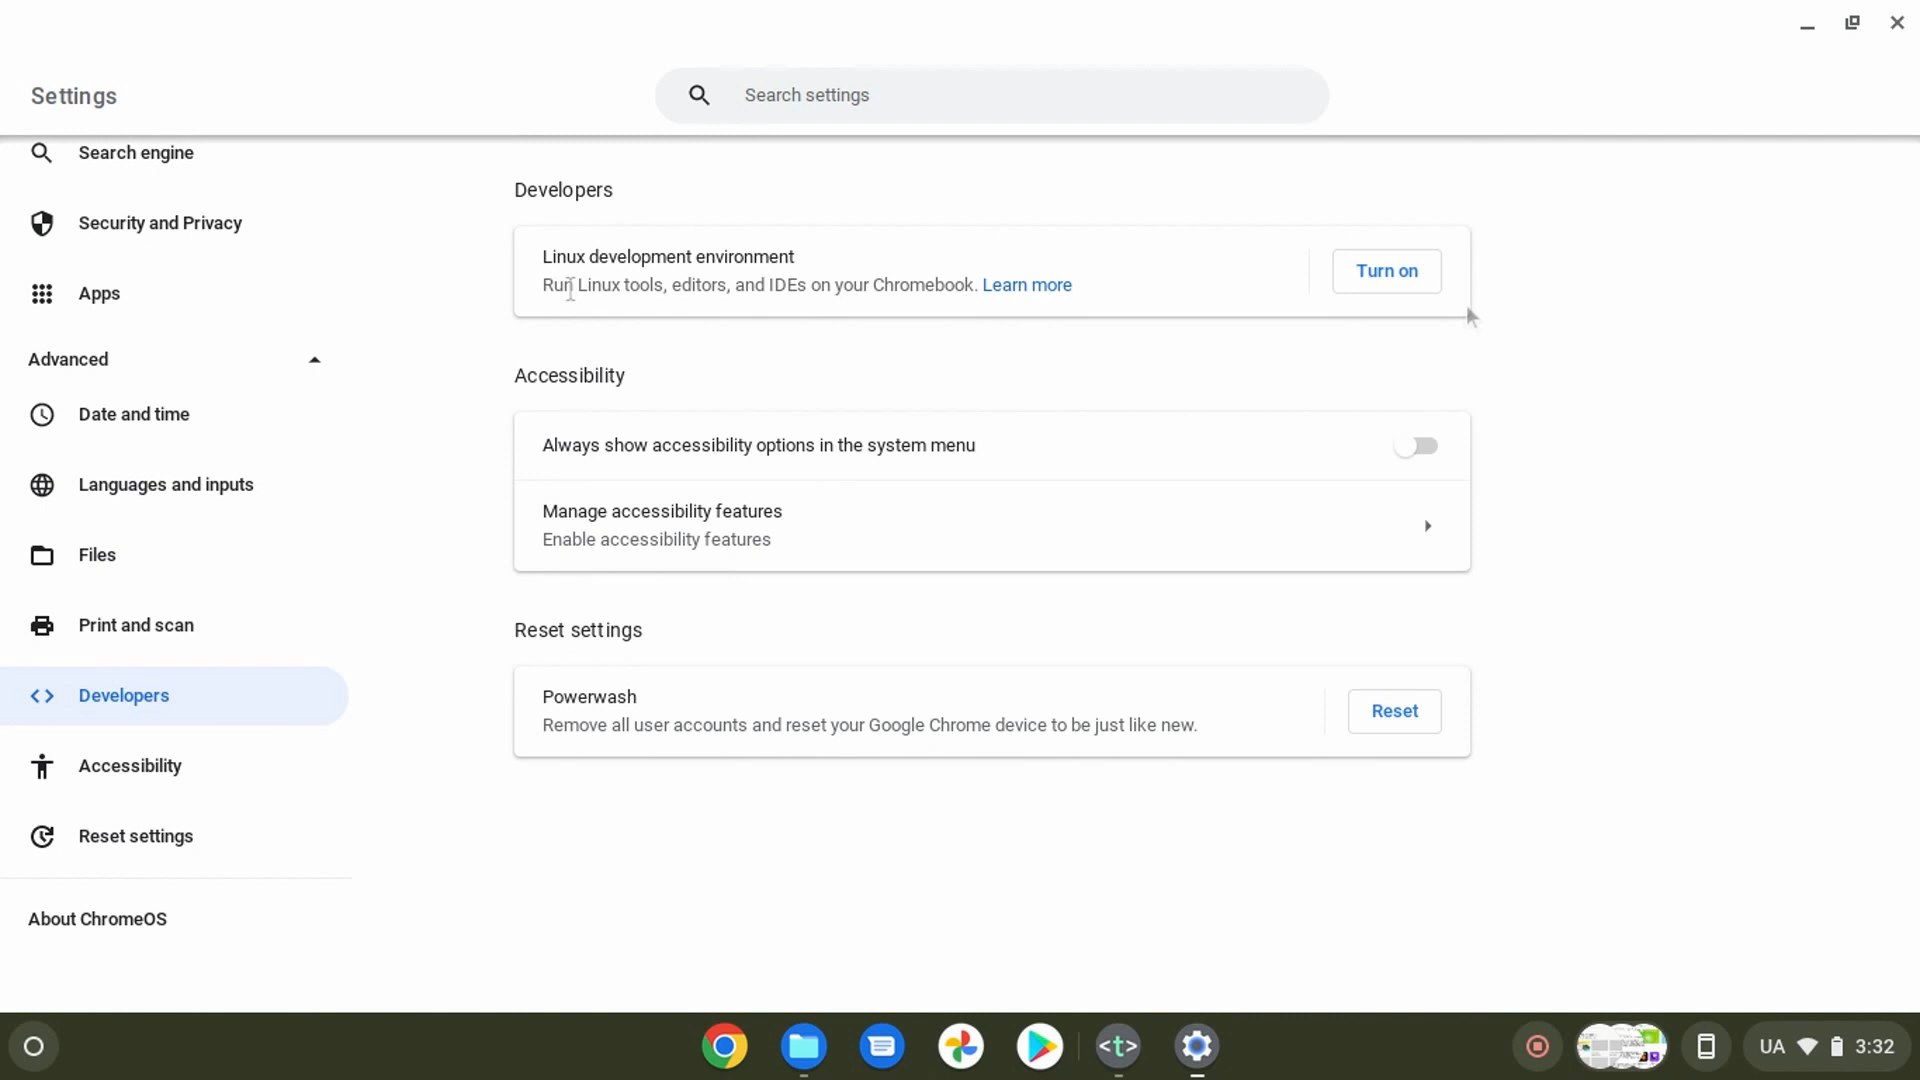 Settings
Search settings
Search engine
Security and Privacy
Apps
Advanced
Date and time
Languages and inputs
Files
Print and scan
Developers
Accessibility
Reset settings
About ChromeOS
Developers
Linux development environment
Run Linux tools, editors, and IDEs on your Chromebook. Learn more
Turn on
Accessibility
Always show accessibility options in the system menu
Manage accessibility features
Enable accessibility features
Reset settings
Powerwash
Remove all user accounts and reset your Google Chrome device to be just like new.
Reset
<t>
UA 3:32